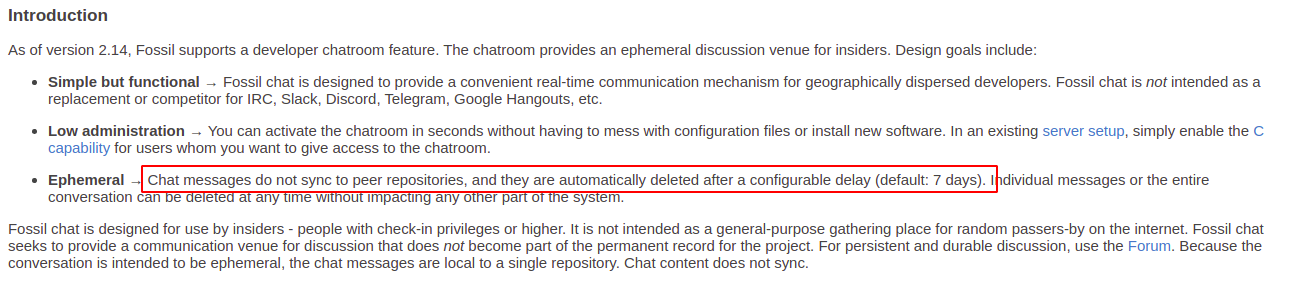 Introduction
As of version 2.14, Fossil supports a developer chatroom feature. The chatroom provides an ephemeral discussion venue for insiders. Design goals include:
• Simple but functional → Fossil chat is designed to provide a convenient real-time communication mechanism for geographically dispersed developers. Fossil chat is not intended as a
replacement or competitor for IRC, Slack, Discord, Telegram, Google Hangouts, etc.
• Low administration → You can activate the chatroom in seconds without having to mess with configuration files or install new software. In an existing server setup, simply enable the C
capability for users whom you want to give access to the chatroom.
• Ephemeral → Chat messages do not sync to peer repositories, and they are automatically deleted after a configurable delay (default: 7 days). Individual messages or the entire
conversation can be deleted at any time without impacting any other part of the system.
Fossil chat is designed for use by insiders - people with check-in privileges or higher. It is not intended as a general-purpose gathering place for random passers-by on the internet. Fossil chat
seeks to provide a communication venue for discussion that does not become part of the permanent record for the project. For persistent and durable discussion, use the Forum. Because the
conversation is intended to be ephemeral, the chat messages are local to a single repository. Chat content does not sync.